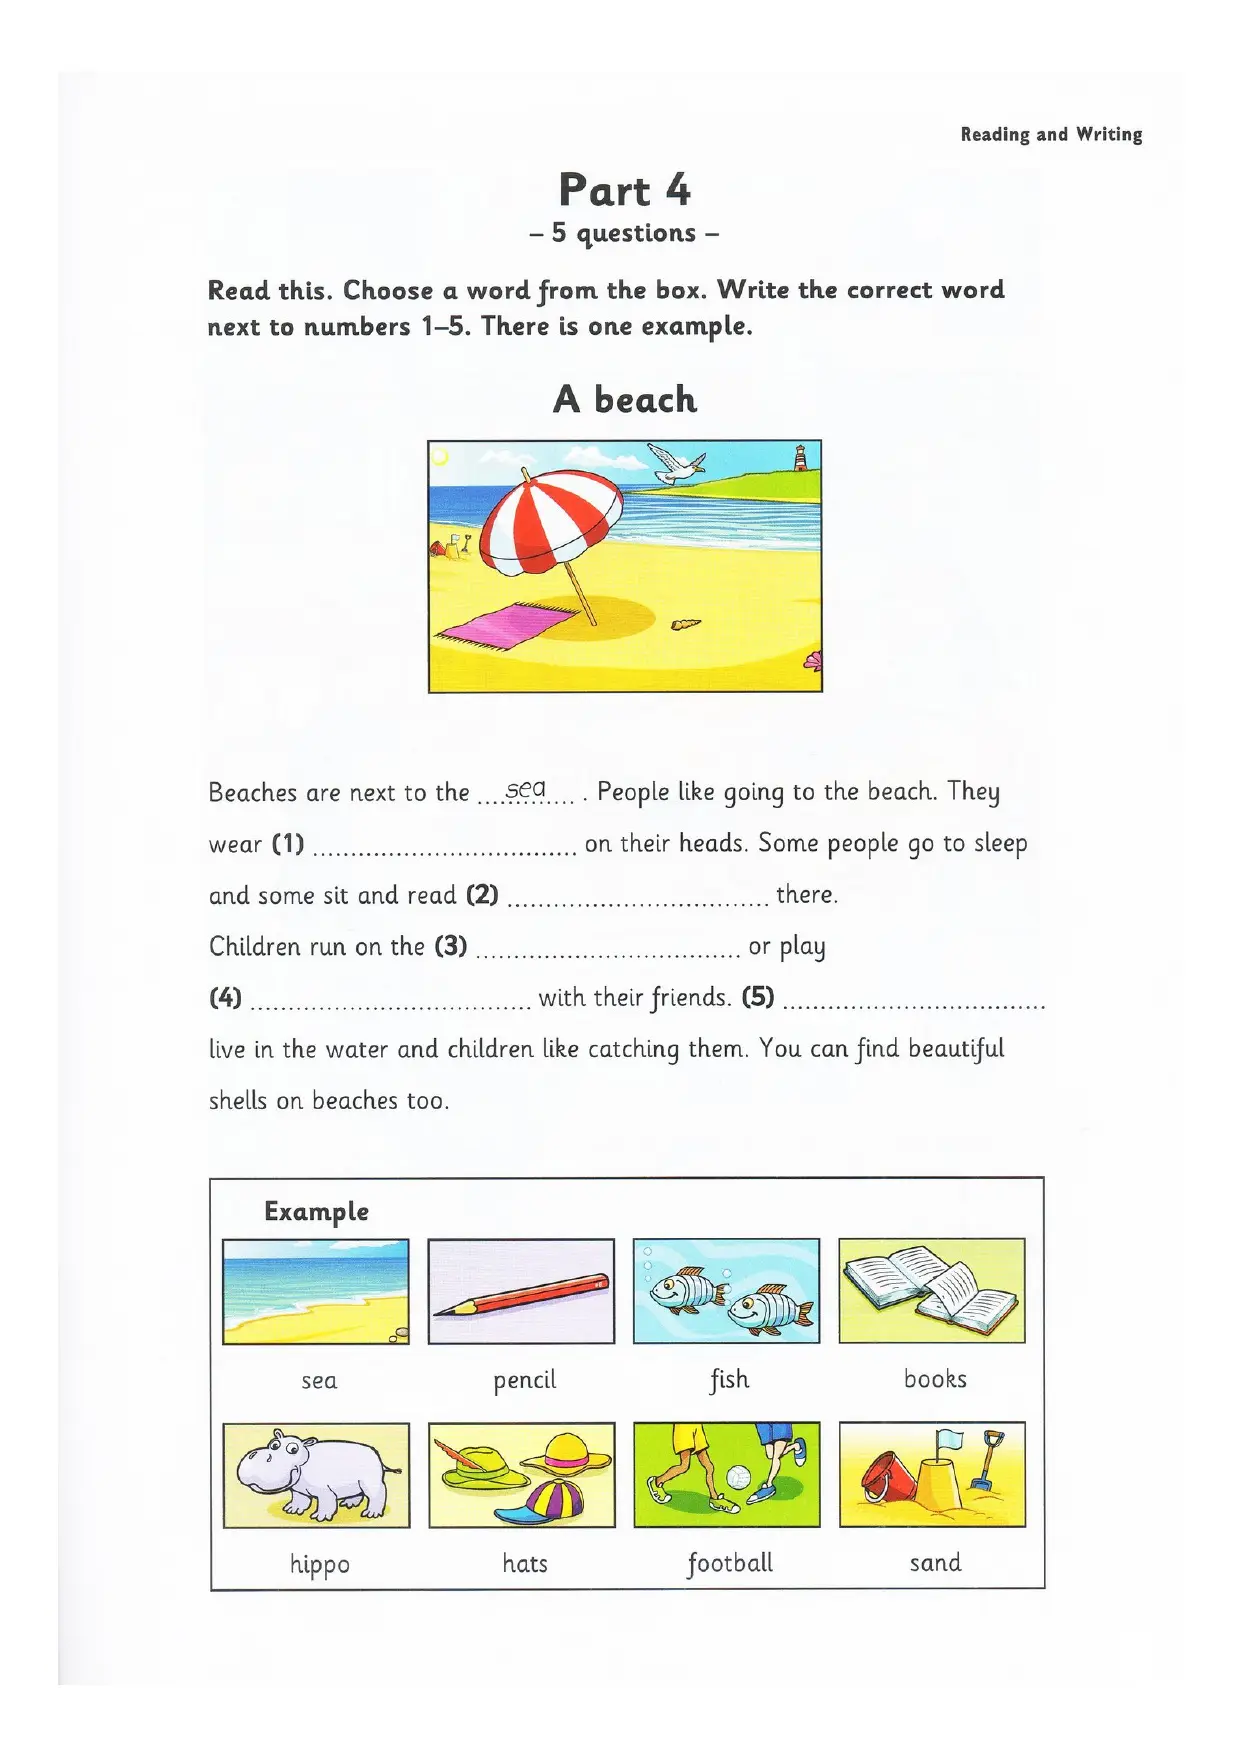 Reading and Writing
Part 4
– 5 questions –
Read this. Choose a word from the box. Write the correct word
next to numbers 1–5. There is one example.
A beach
Beaches are next to the ....sea.... . People like going to the beach. They
wear (1) ................................... on their heads. Some people go to sleep
and some sit and read (2) ................................... there.
Children run on the (3) ................................... or play
(4) ..................................... with their friends. (5) ...................................
live in the water and children like catching them. You can find beautiful
shells on beaches too.
Example
sea pencil fish books
hippo hats football sand